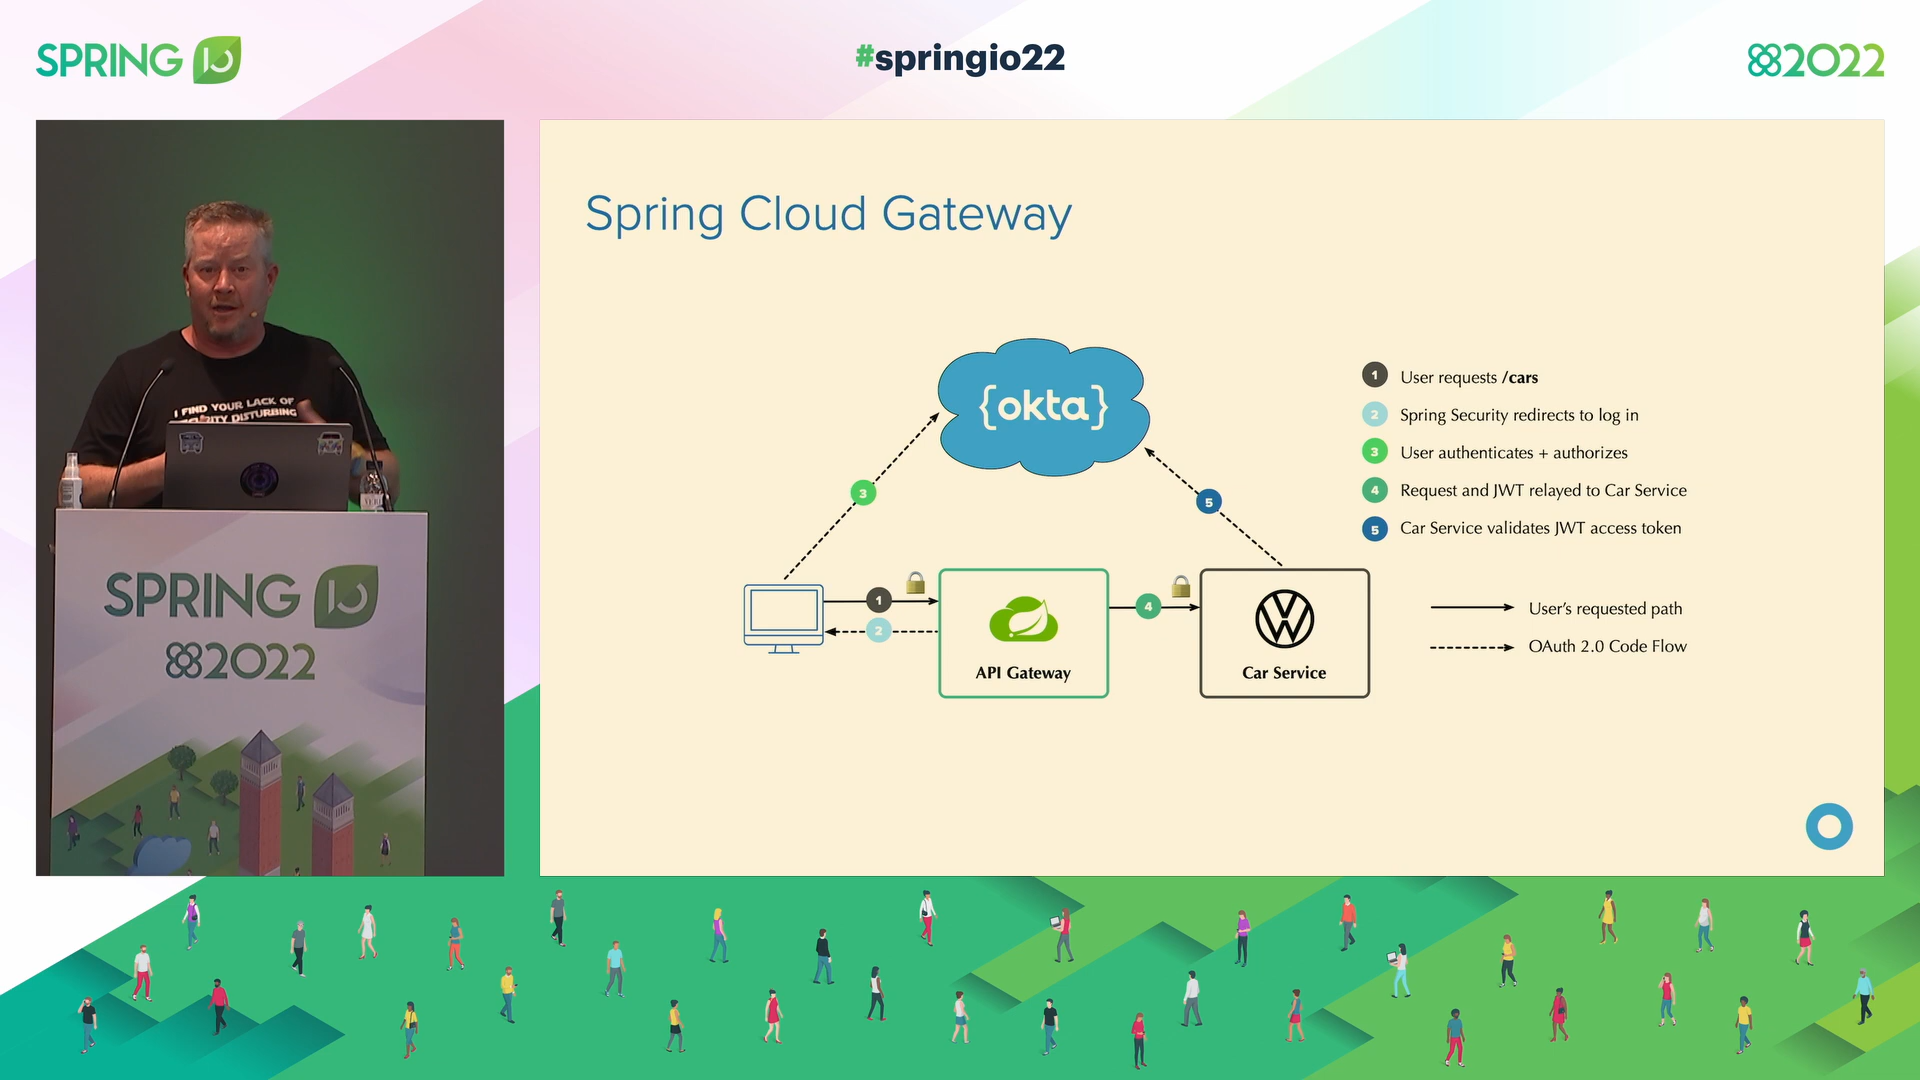 SPRING IO
#springio22
2022
I FIND YOUR LACK OF
DISTURBING
SPRING IO
2022
Spring Cloud Gateway
{okta}
1 User requests /cars
2 Spring Security redirects to log in
3 User authenticates + authorizes
4 Request and JWT relayed to Car Service
5 Car Service validates JWT access token
3
5
1
2
4
API Gateway
Car Service
User's requested path
OAuth 2.0 Code Flow